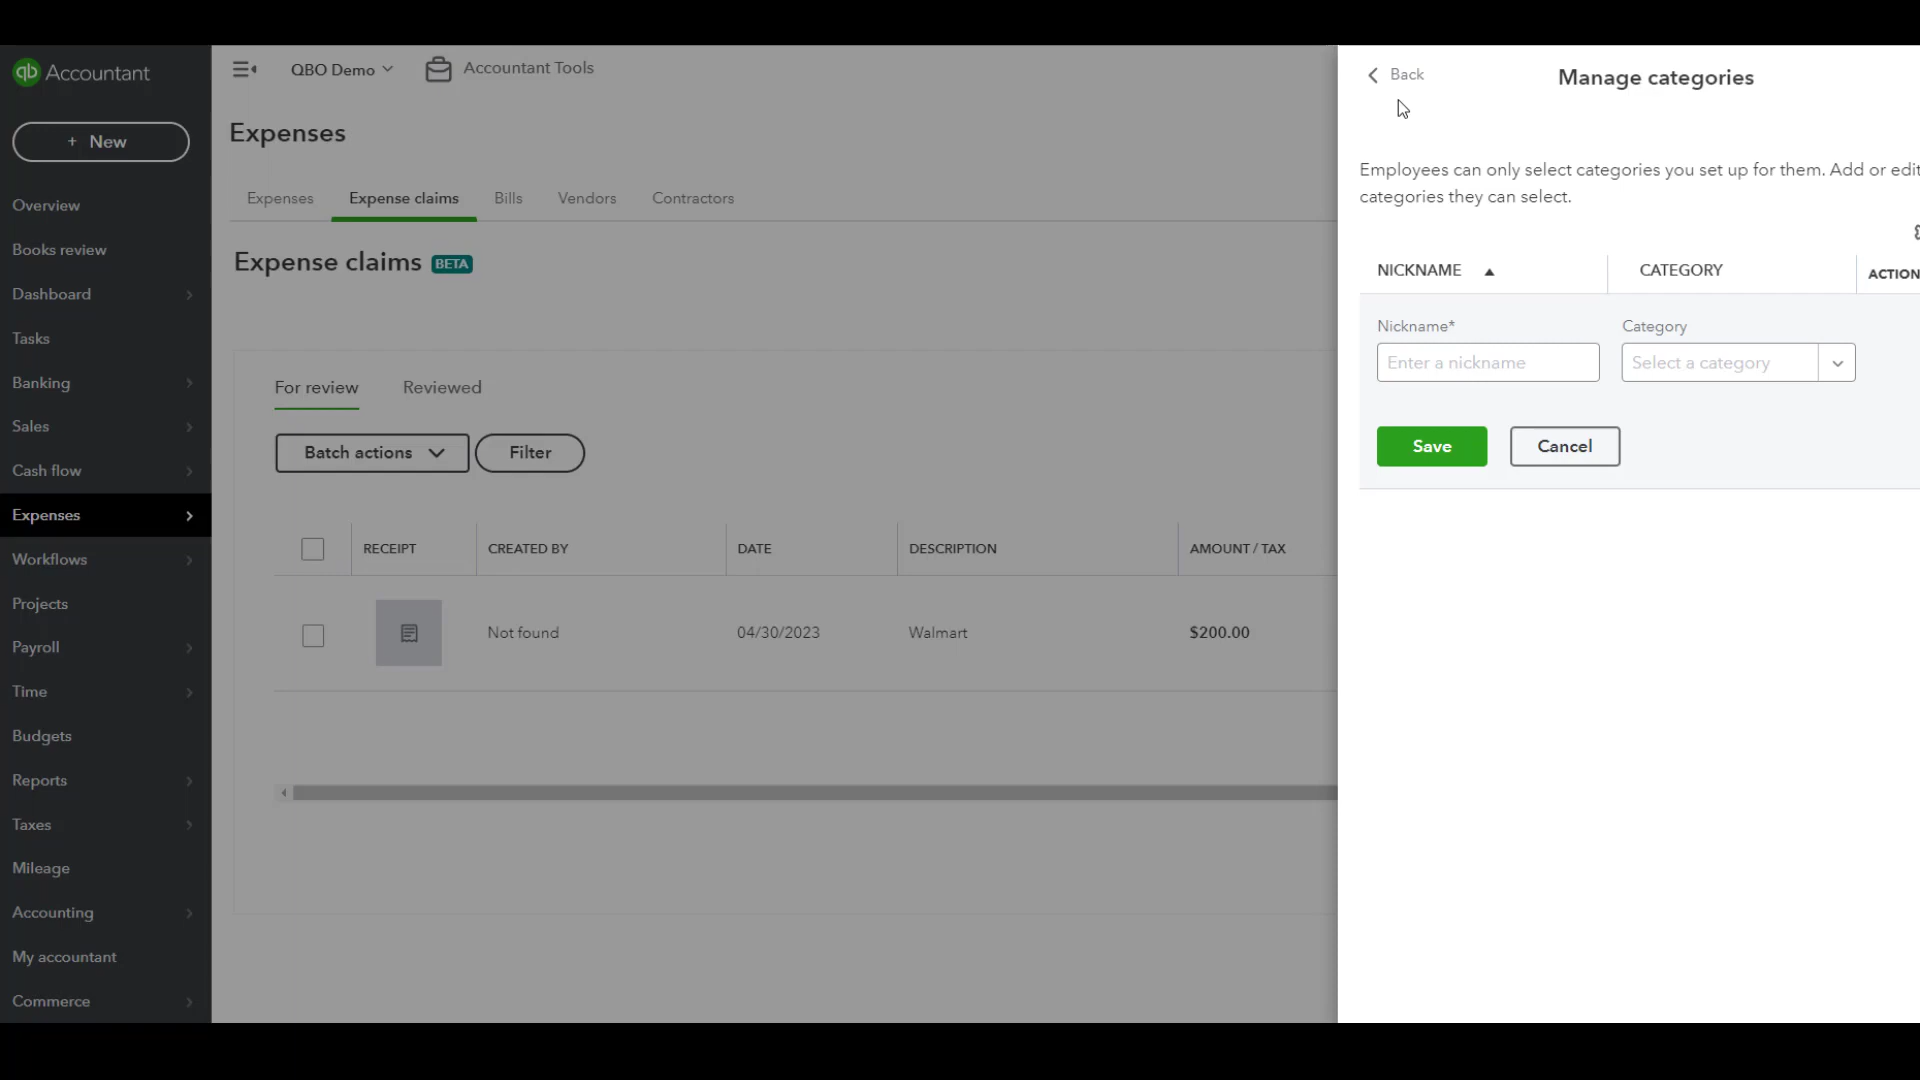 qb Accountant
+ New
Overview
Books review
Dashboard
Tasks
Banking
Sales
Cash flow
Expenses
Workflows
Projects
Payroll
Time
Budgets
Reports
Taxes
Mileage
Accounting
My accountant
Commerce
QBO Demo
Accountant Tools
Expenses
Expenses Expense claims Bills Vendors Contractors
Expense claims BETA
For review Reviewed
Batch actions Filter
RECEIPT CREATED BY DATE DESCRIPTION AMOUNT / TAX
Not found 04/30/2023 Walmart $200.00
Back
Manage categories
Employees can only select categories you set up for them. Add or edit
categories they can select.
NICKNAME CATEGORY ACTION
Nickname* Category
Enter a nickname Select a category
Save Cancel